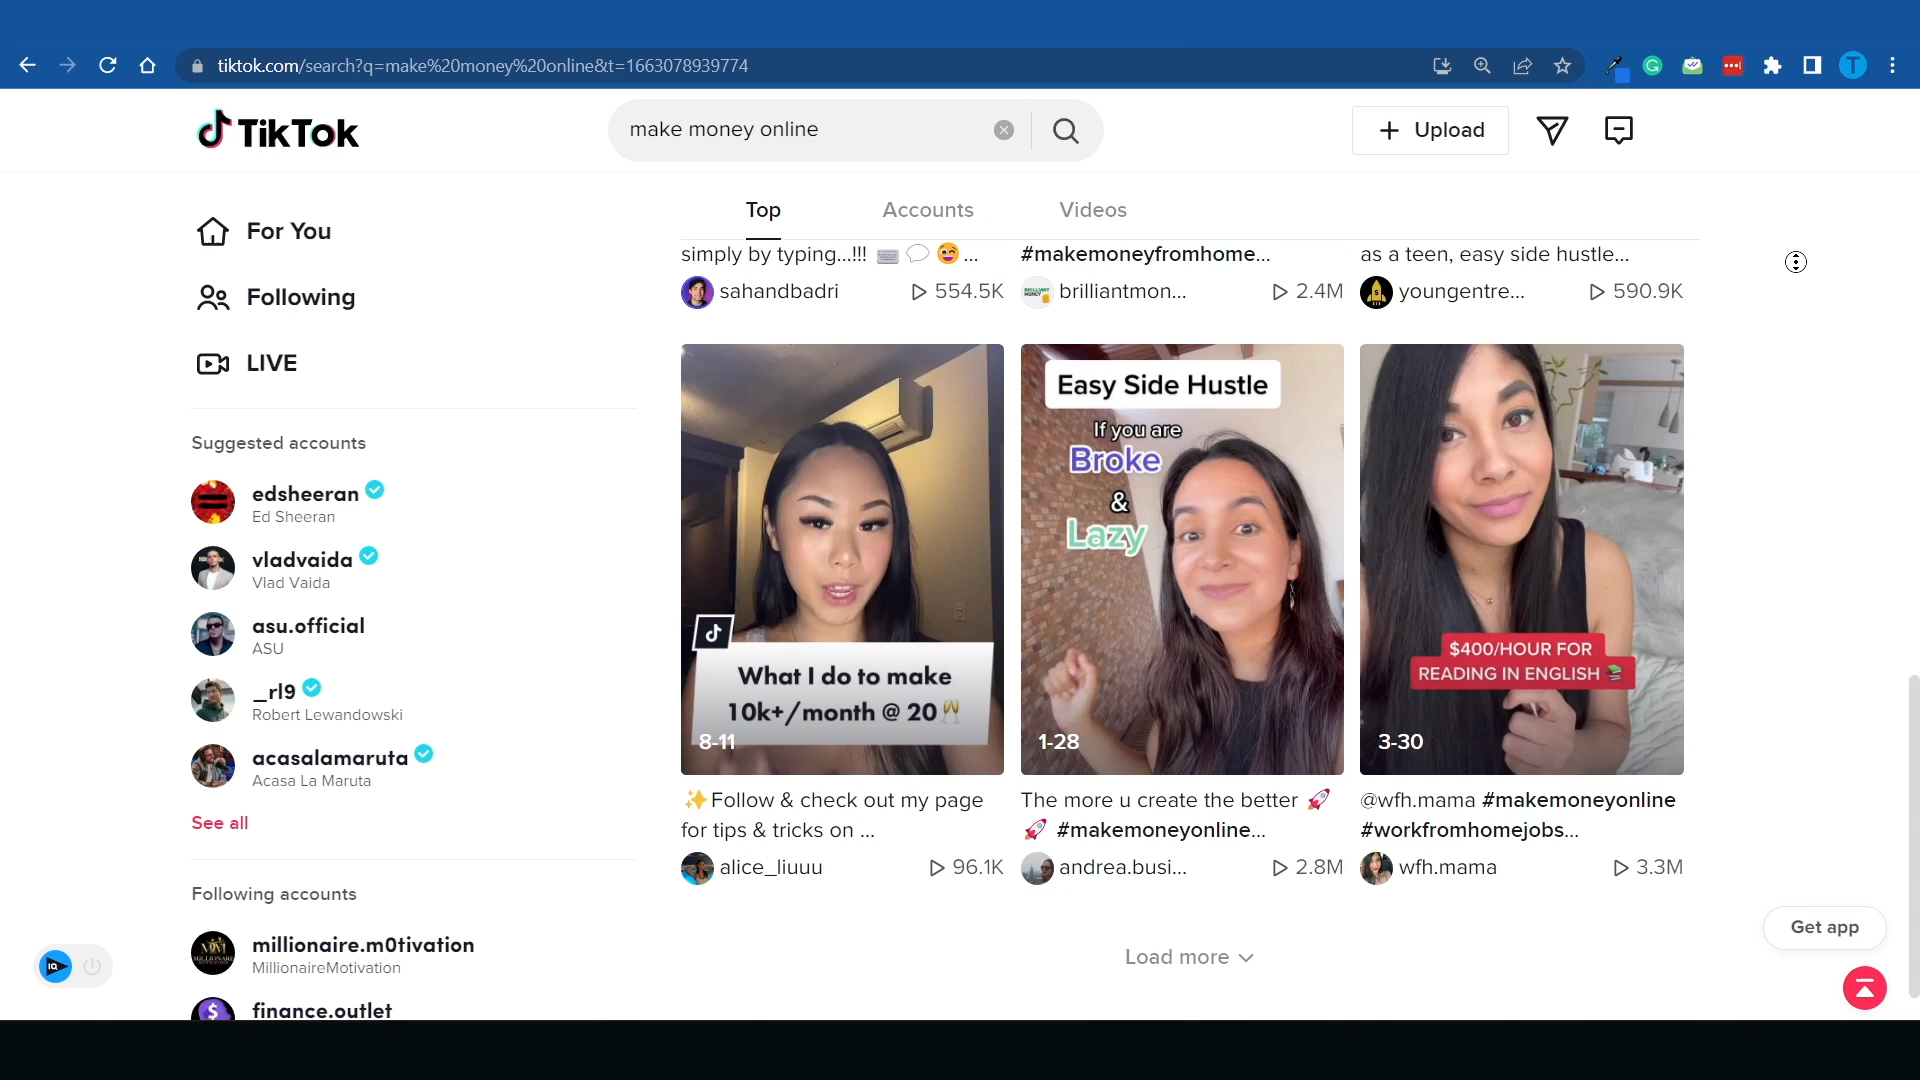 tiktok.com/search?q=make%20money%20online&t=1663078939774
T
TikTok
make money online
Upload
For You
Following
LIVE
Suggested accounts
edsheeran
Ed Sheeran
vladvaida
Vlad Vaida
asu.official
ASU
_rl9
Robert Lewandowski
acasalamaruta
Acasa La Maruta
See all
Following accounts
millionaire.m0tivation
MillionaireMotivation
finance.outlet
Top Accounts Videos
simply by typing...!!! ⌨️ 💬 🥰 ...
sahandbadri 554.5K
#makemoneyfromhome...
brilliantmon... 2.4M
as a teen, easy side hustle...
youngentre... 590.9K
What I do to make
10k+/month @ 20🥂
8-11
✨Follow & check out my page
for tips & tricks on ...
alice_liuuu 96.1K
Easy Side Hustle
If you are
Broke
&
Lazy
1-28
The more u create the better 🚀
🚀 #makemoneyonline...
andrea.busi... 2.8M
$400/HOUR FOR
READING IN ENGLISH 📚
3-30
@wfh.mama #makemoneyonline
#workfromhomejobs...
wfh.mama 3.3M
Load more
Get app
IQ